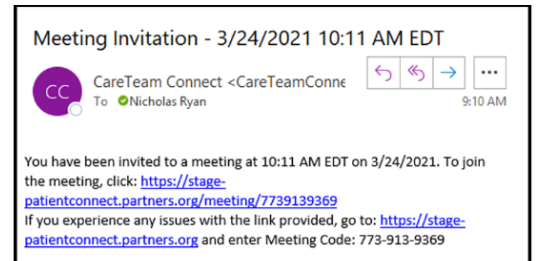 Meeting Invitation - 3/24/2021 10:11 AM EDT
CC
CareTeam Connect <CareTeamConne
To Nicholas Ryan
9:10 AM
You have been invited to a meeting at 10:11 AM EDT on 3/24/2021. To join
the meeting, click: https://stage-
patientconnect.partners.org/meeting/7739139369
If you experience any issues with the link provided, go to: https://stage-
patientconnect.partners.org and enter Meeting Code: 773-913-9369